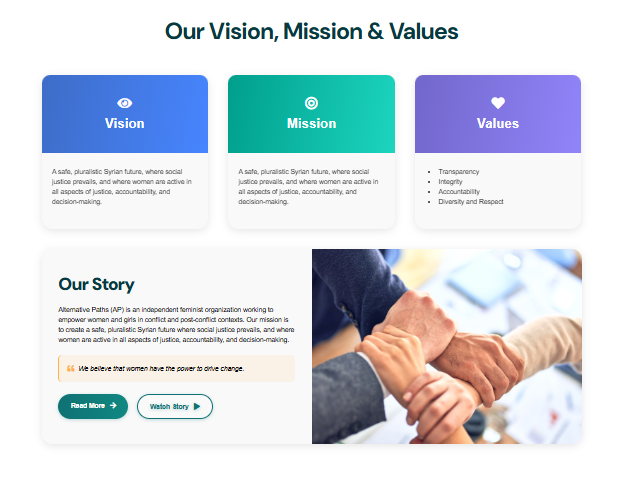 Our Vision, Mission & Values
Vision
A safe, pluralistic Syrian future, where social
justice prevails, and where women are active in
all aspects of justice, accountability, and
decision-making.
Mission
A safe, pluralistic Syrian future, where social
justice prevails, and where women are active in
all aspects of justice, accountability, and
decision-making.
Values
• Transparency
• Integrity
• Accountability
• Diversity and Respect
Our Story
Alternative Paths (AP) is an independent feminist organization working to
empower women and girls in conflict and post-conflict contexts. Our mission is
to create a safe, pluralistic Syrian future where social justice prevails, and where
women are active in all aspects of justice, accountability, and decision-making.
We believe that women have the power to drive change.
Read More
Watch Story